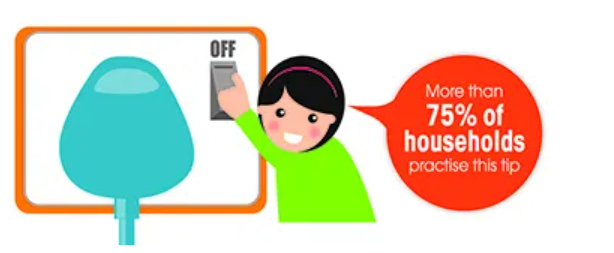 OFF
More than
75% of
households
practise this tip